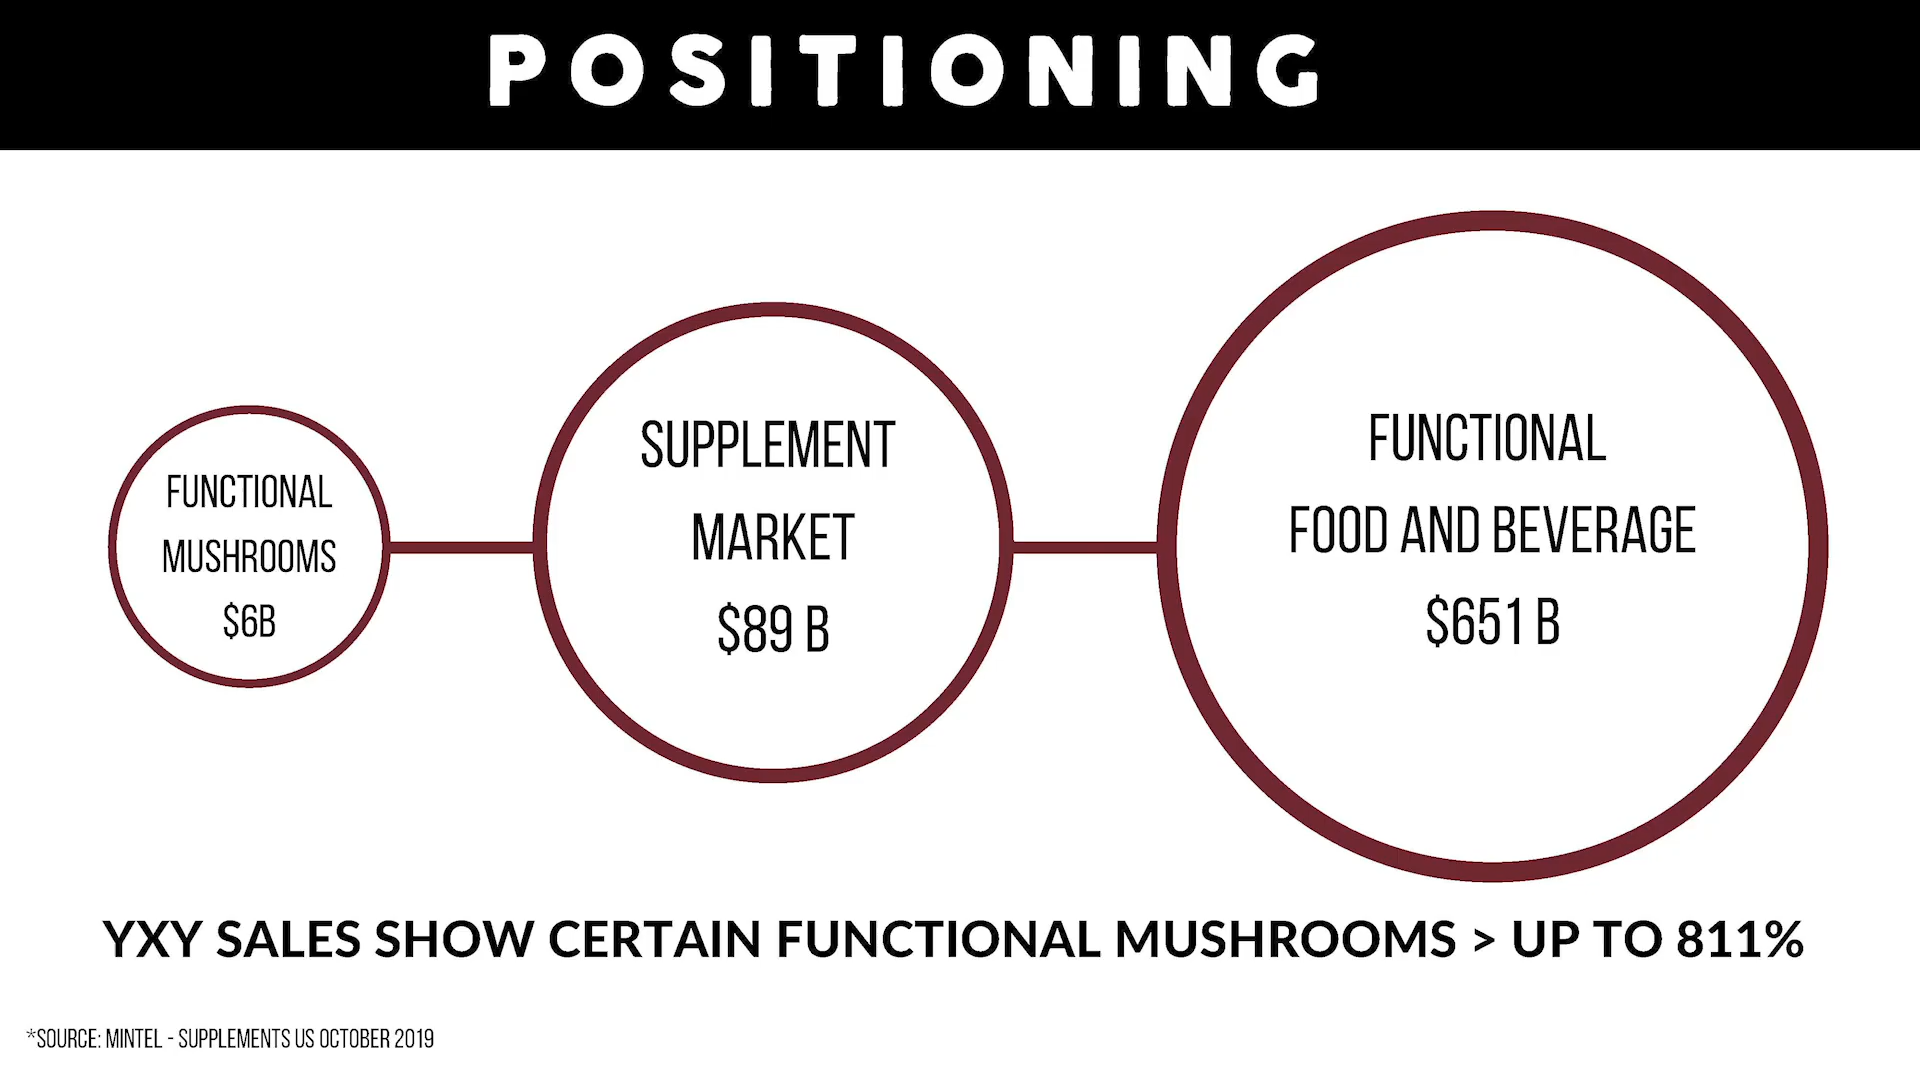 POSITIONING
FUNCTIONAL
MUSHROOMS
$6B
SUPPLEMENT
MARKET
$89 B
FUNCTIONAL
FOOD AND BEVERAGE
$651 B
YXY SALES SHOW CERTAIN FUNCTIONAL MUSHROOMS > UP TO 811%
*SOURCE: MINTEL - SUPPLEMENTS US OCTOBER 2019